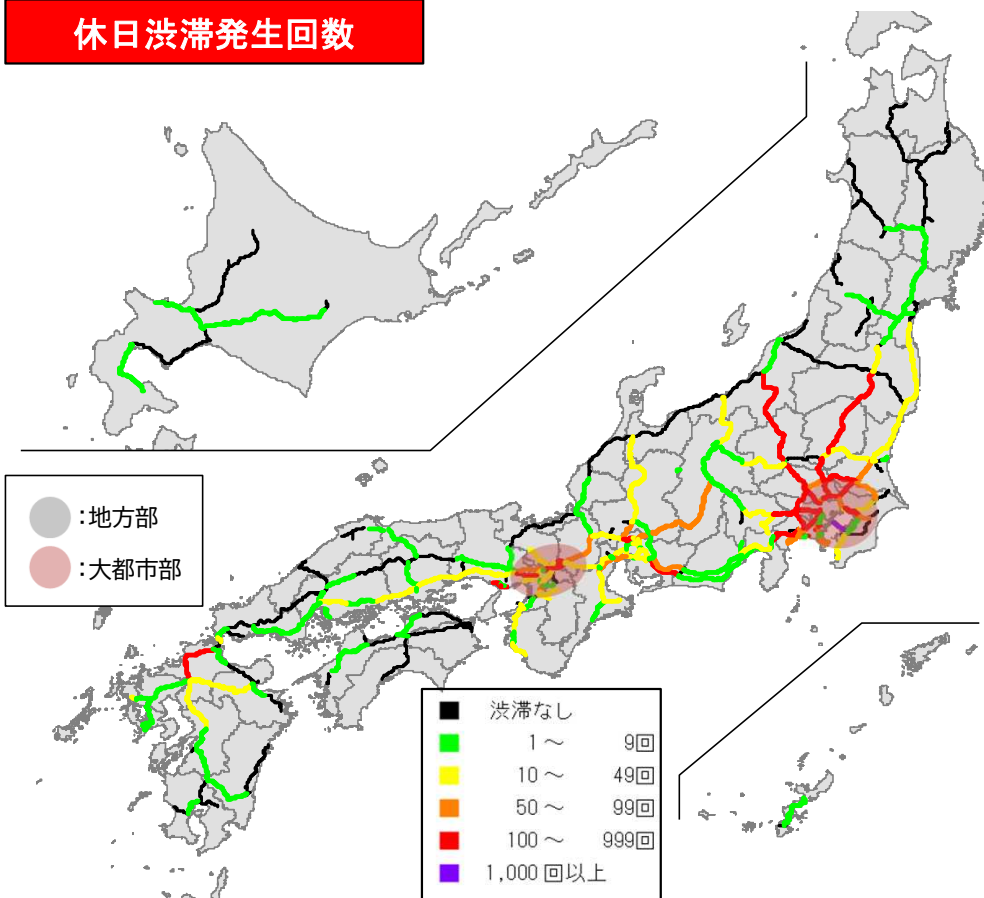 休日渋滞発生回数
：地方部
：大都市部
渋滞なし
1～ 9回
10～ 49回
50～ 99回
100～ 999回
1,000回以上